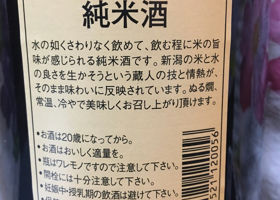 純米酒
水の如くさわりなく飲めて、飲む程に米の旨
味が感じられる純米酒です。新潟の米と水
の良さを生かそうという蔵人の技と情熱が、
そのまま味わいに反映されています。ぬる燗、
常温、冷やで美味しくお召し上がり頂けます。
●お酒は20歳になってから。
●お酒はおいしく適量を。
●瓶はワレモノですので注意して下さい。
●開栓には十分注意して下さい。
●妊娠中・授乳期の飲酒は避けて下さい。
521120056